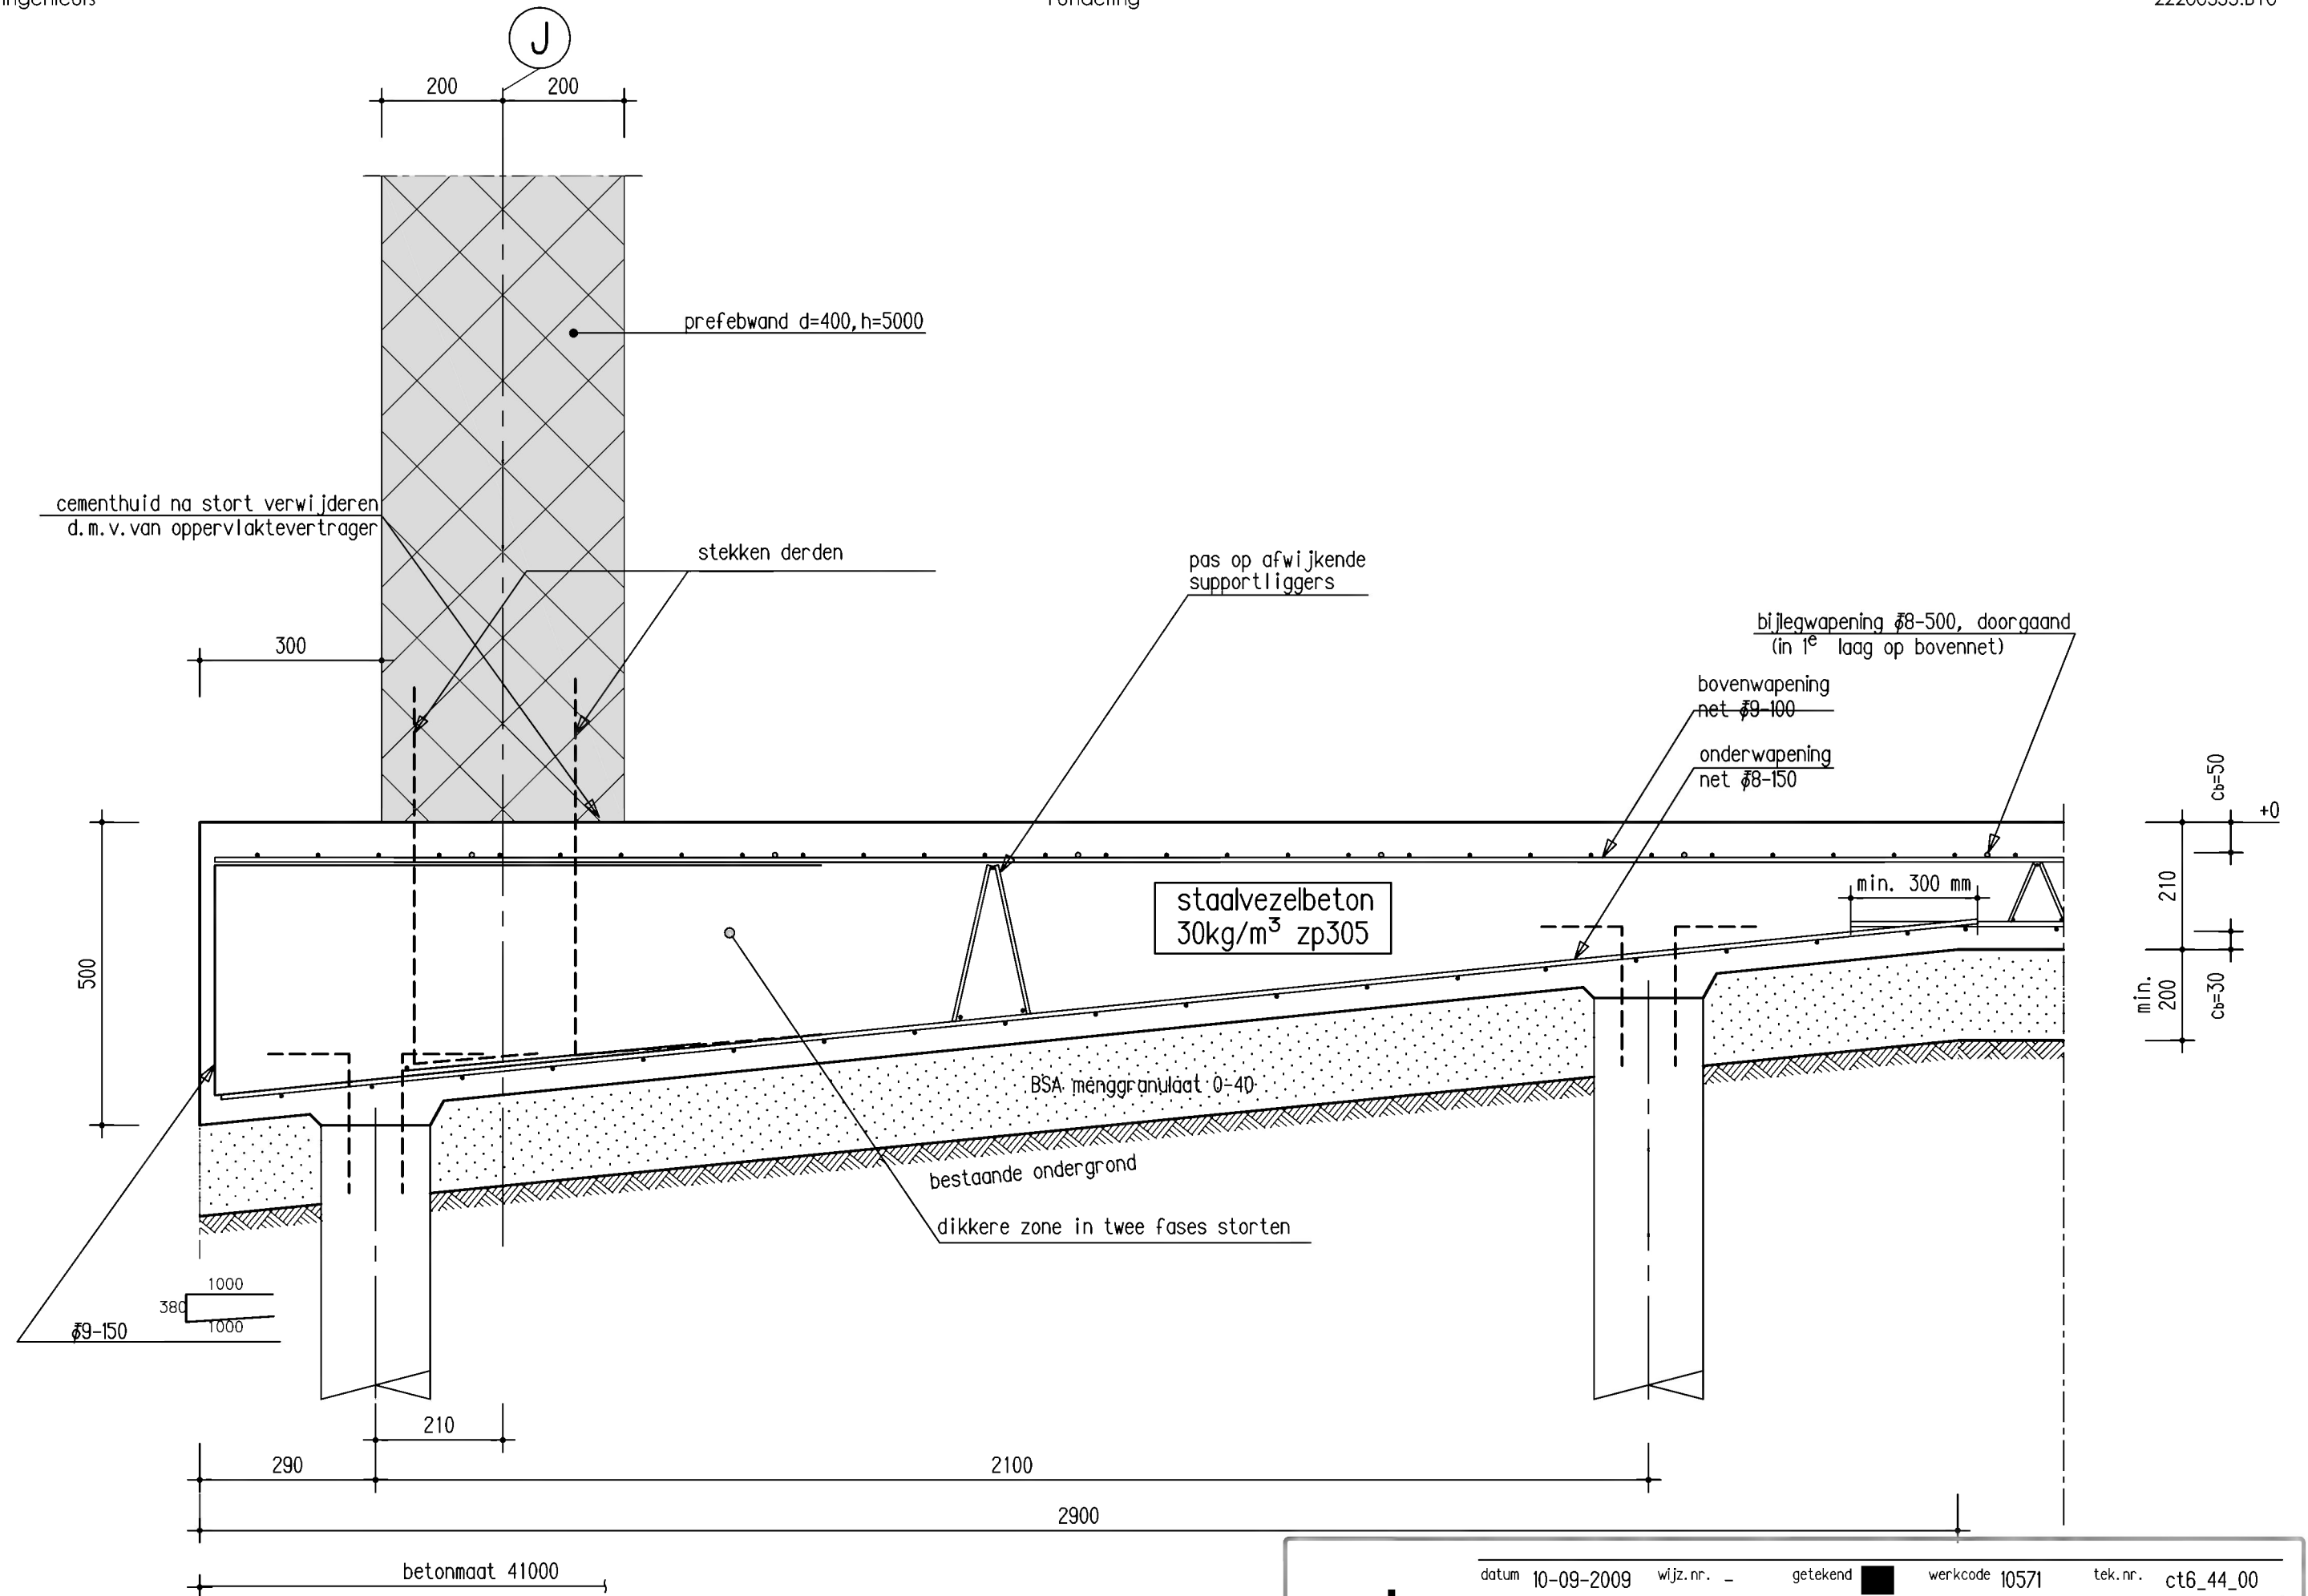 J
200
200
prefebwand d=400,h=5000
cementhuid na stort verwijderen
d.m.v.van oppervlaktevertrager
stekken derden
pas op afwijkende
supportliggers
bijlegwapening ⌀8-500, doorgaand
(in 1e laag op bovennet)
300
bovenwapening
net ⌀9-100
onderwapening
net ⌀8-150
cb=50
+0
staalvezelbeton
30kg/m³ zp305
min. 300 mm
210
500
min.
200
cb=30
BSA menggranulaat 0-40
bestaande ondergrond
dikkere zone in twee fases storten
1000
380
1000
⌀9-150
210
290
2100
2900
betonmaat 41000
datum 10-09-2009 wijz.nr. - getekend werkcode 10571 tek.nr. ct6_44_00